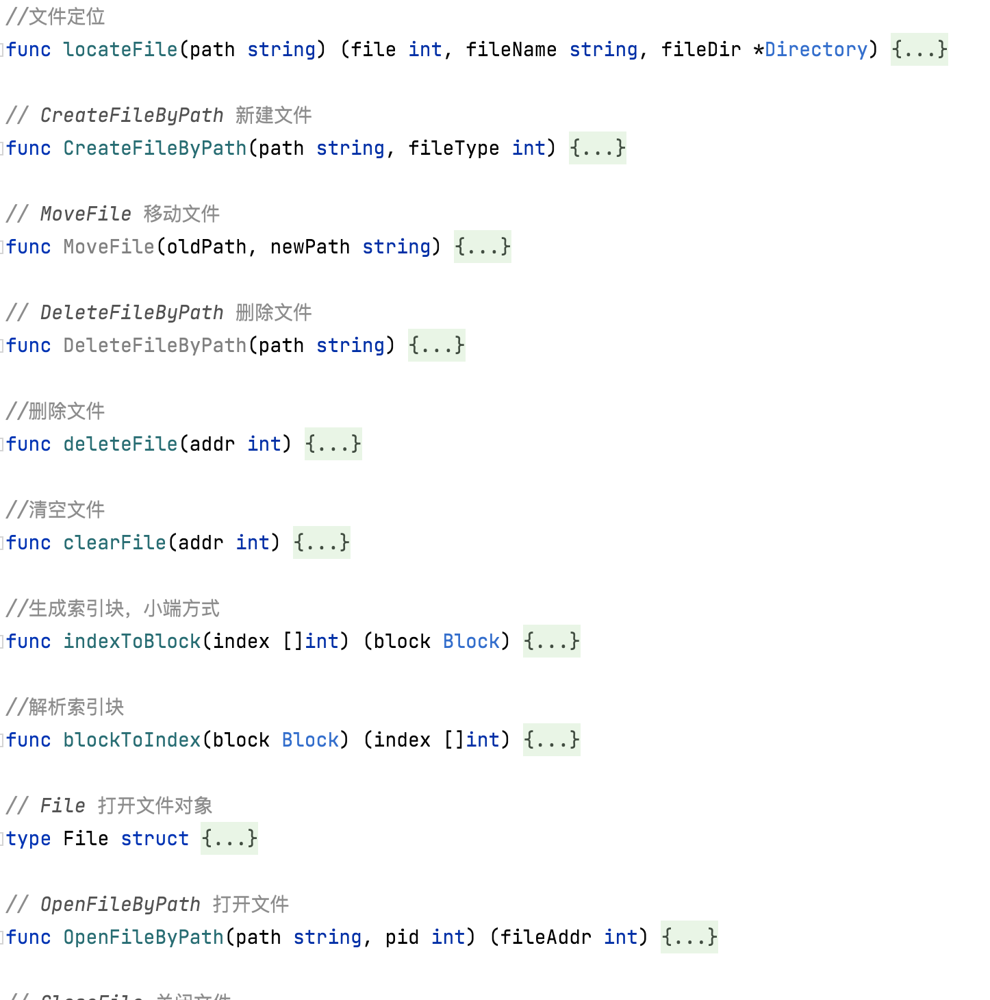 //文件定位
func locateFile(path string) (file int, fileName string, fileDir *Directory) {...}
// CreateFileByPath 新建文件
func CreateFileByPath(path string, fileType int) {...}
// MoveFile 移动文件
func MoveFile(oldPath, newPath string) {...}
// DeleteFileByPath 删除文件
func DeleteFileByPath(path string) {...}
//删除文件
func deleteFile(addr int) {...}
//清空文件
func clearFile(addr int) {...}
//生成索引块，小端方式
func indexToBlock(index []int) (block Block) {...}
//解析索引块
func blockToIndex(block Block) (index []int) {...}
// File 打开文件对象
type File struct {...}
// OpenFileByPath 打开文件
func OpenFileByPath(path string, pid int) (fileAddr int) {...}
// CloseFile 关闭文件